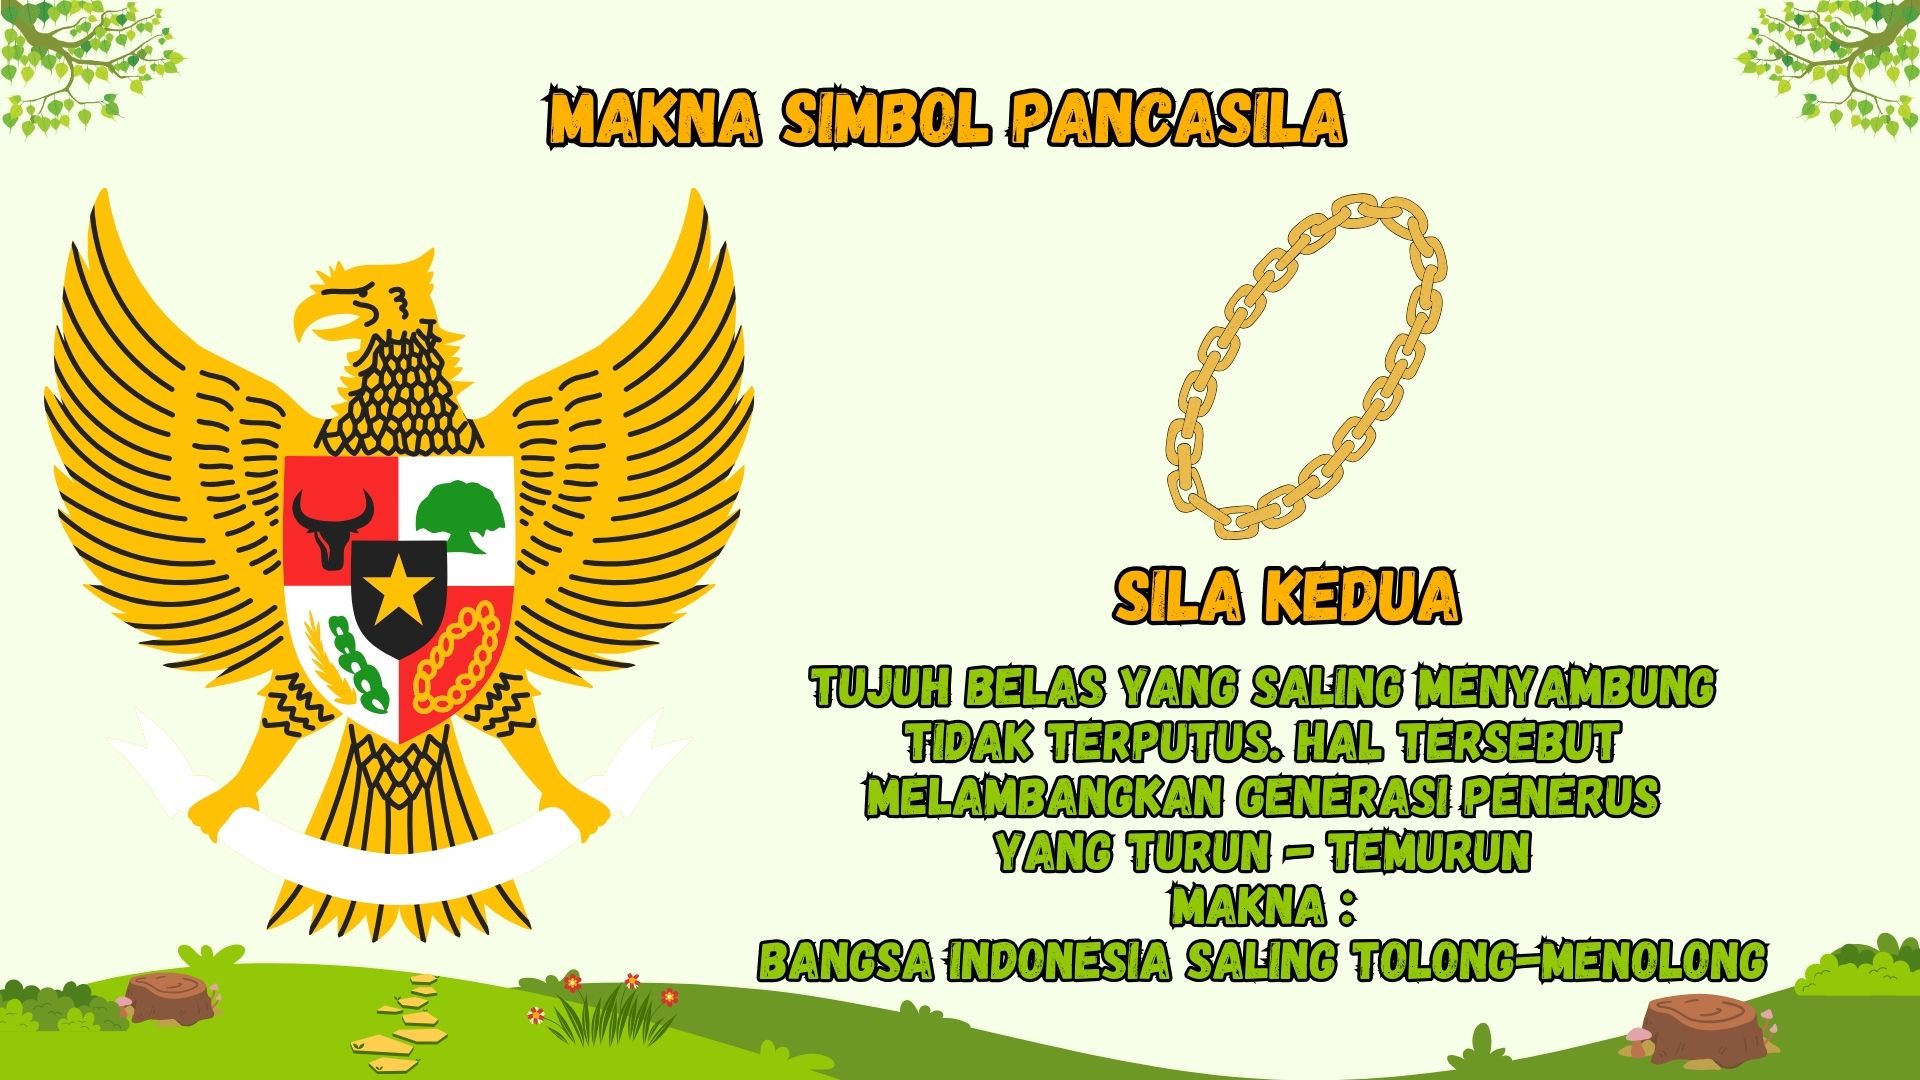 MAKNA SIMBOL PANCASILA
SILA KEDUA
TUJUH BELAS YANG SALING MENYAMBUNG
TIDAK TERPUTUS. HAL TERSEBUT
MELAMBANGKAN GENERASI PENERUS
YANG TURUN - TEMURUN
MAKNA :
BANGSA INDONESIA SALING TOLONG-MENOLONG